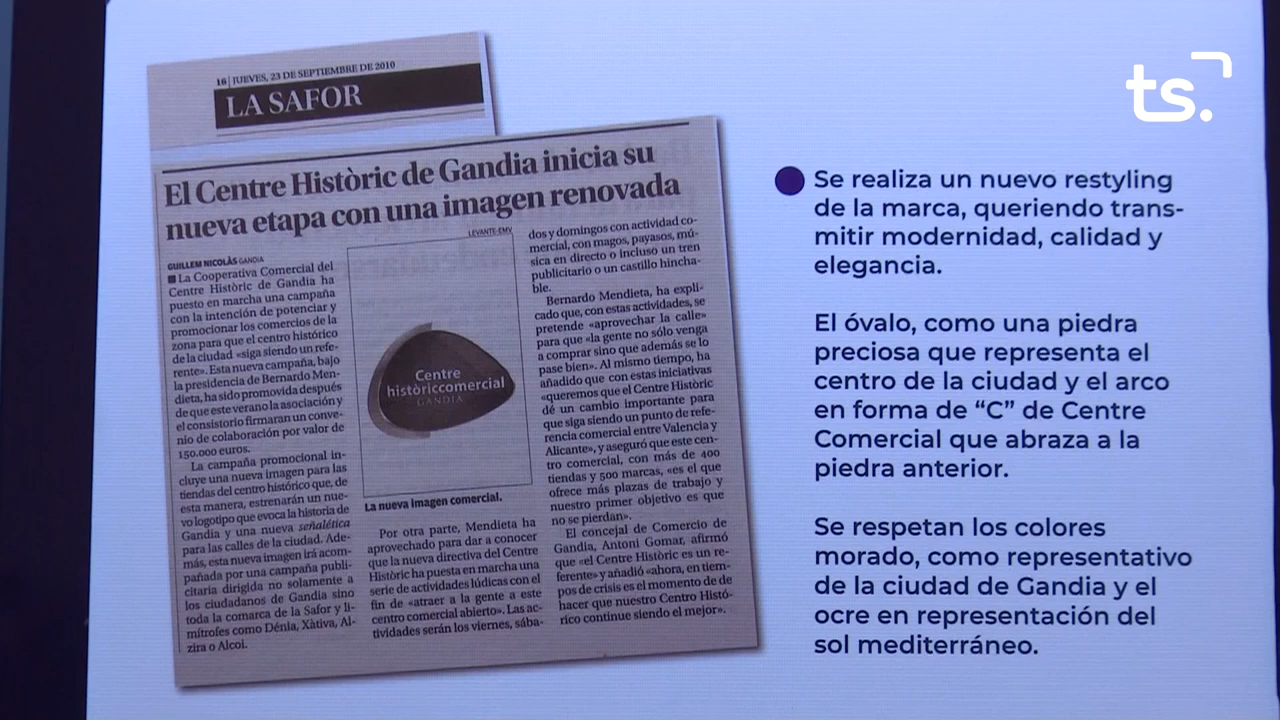 16 | JUEVES, 23 DE SEPTIEMBRE DE 2010
LA SAFOR
El Centre Històric de Gandia inicia su
nueva etapa con una imagen renovada
GUILLEM NICOLÁS GANDIA
La Cooperativa Comercial del
Centre Històric de Gandia ha
puesto en marcha una campaña
con la intención de potenciar y
promocionar los comercios de la
zona para que el centro histórico
de la ciudad «siga siendo un refe-
rente». Esta nueva campaña, bajo
la presidencia de Bernardo Men-
dieta, ha sido promovida después
de que este verano la asociación y
el consistorio firmaran un conve-
nio de colaboración por valor de
150.000 euros.
La campaña promocional in-
cluye una nueva imagen para las
tiendas del centro histórico que, de
esta manera, estrenarán un nue-
vo logotipo que evoca la historia de
Gandia y una nueva señalética
para las calles de la ciudad. Ade-
más, esta nueva imagen irá acom-
pañada por una campaña publi-
citaria dirigida no solamente a
los ciudadanos de Gandia sino
toda la comarca de la Safor y li-
mítrofes como Dénia, Xàtiva, Al-
zira o Alcoi.
LEVANTE-EMV
Centre
històriccomercial
GANDIA
La nueva imagen comercial.
Por otra parte, Mendieta ha
aprovechado para dar a conocer
que la nueva directiva del Centre
Històric ha puesta en marcha una
serie de actividades lúdicas con el
fin de «atraer a la gente a este
centro comercial abierto». Las ac-
tividades serán los viernes, sába-
dos y domingos con actividad co-
mercial, con magos, payasos, mú-
sica en directo o incluso un tren
publicitario o un castillo hincha-
ble.
Bernardo Mendieta, ha expli-
cado que, con estas actividades, se
pretende «aprovechar la calle»
para que «la gente no sólo venga
a comprar sino que además se lo
pase bien». Al mismo tiempo, ha
añadido que con estas iniciativas
«queremos que el Centre Històric
dé un cambio importante para
que siga siendo un punto de refe-
rencia comercial entre Valencia y
Alicante», y aseguró que este cen-
tro comercial, con más de 400
tiendas y 500 marcas, «es el que
ofrece más plazas de trabajo y
nuestro primer objetivo es que
no se pierdan».
El concejal de Comercio de
Gandia, Antoni Gomar, afirmó
que «el Centre Històric es un re-
ferente» y añadió «ahora, en tiem-
pos de crisis es el momento de de
hacer que nuestro Centro Histó-
rico continue siendo el mejor».
ts.
Se realiza un nuevo restyling
de la marca, queriendo trans-
mitir modernidad, calidad y
elegancia.
El óvalo, como una piedra
preciosa que representa el
centro de la ciudad y el arco
en forma de “C” de Centre
Comercial que abraza a la
piedra anterior.
Se respetan los colores
morado, como representativo
de la ciudad de Gandia y el
ocre en representación del
sol mediterráneo.